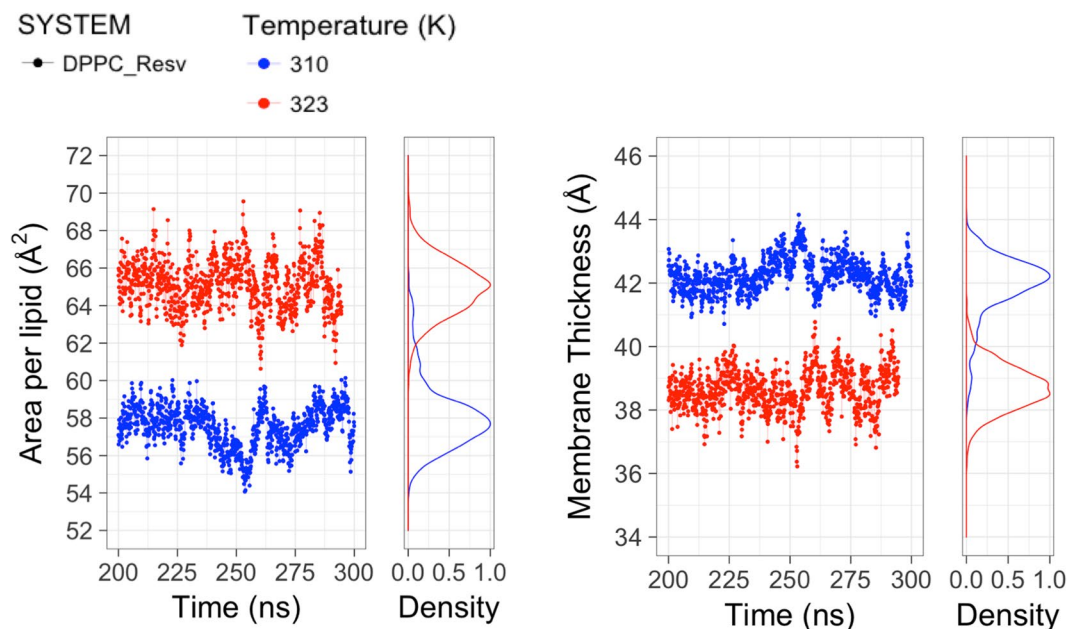 SYSTEM
DPPC_Resv
Temperature (K)
310
323
Area per lipid (Å²)
72
70
68
66
64
62
60
58
56
54
52
200 225 250 275 300
Time (ns)
0.0 0.5 1.0
Density
Membrane Thickness (Å)
46
44
42
40
38
36
34
200 225 250 275 300
Time (ns)
0.0 0.5 1.0
Density